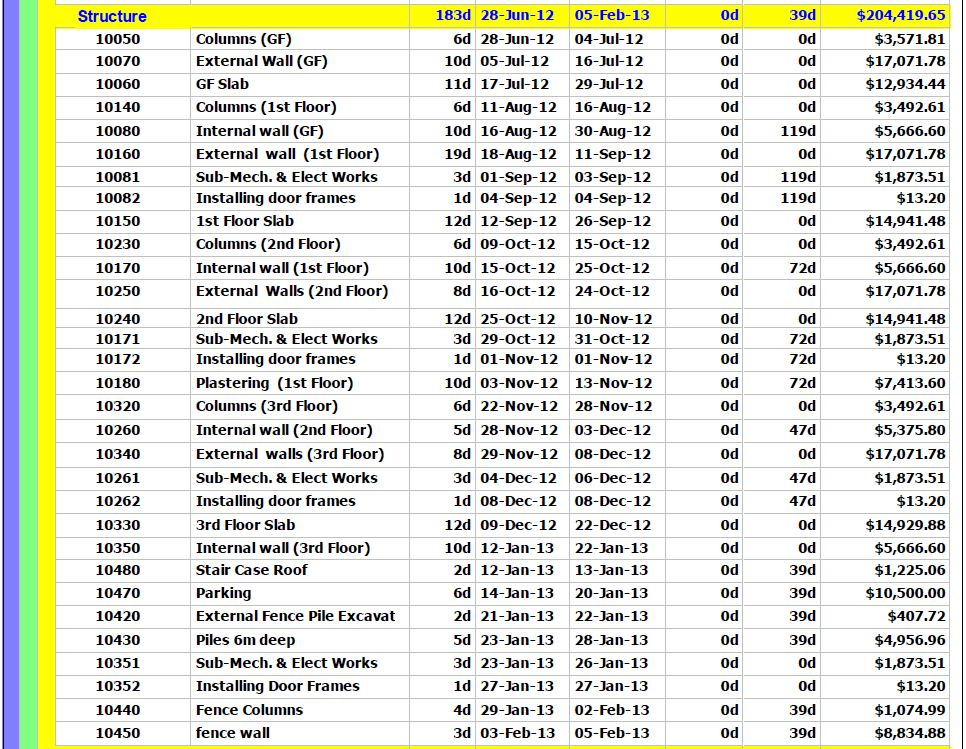 Structure 183d 28-Jun-12 05-Feb-13 0d 39d $204,419.65
10050 Columns (GF) 6d 28-Jun-12 04-Jul-12 0d 0d $3,571.81
10070 External Wall (GF) 10d 05-Jul-12 16-Jul-12 0d 0d $17,071.78
10060 GF Slab 11d 17-Jul-12 29-Jul-12 0d 0d $12,934.44
10140 Columns (1st Floor) 6d 11-Aug-12 16-Aug-12 0d 0d $3,492.61
10080 Internal wall (GF) 10d 16-Aug-12 30-Aug-12 0d 119d $5,666.60
10160 External wall (1st Floor) 19d 18-Aug-12 11-Sep-12 0d 0d $17,071.78
10081 Sub-Mech. & Elect Works 3d 01-Sep-12 03-Sep-12 0d 119d $1,873.51
10082 Installing door frames 1d 04-Sep-12 04-Sep-12 0d 119d $13.20
10150 1st Floor Slab 12d 12-Sep-12 26-Sep-12 0d 0d $14,941.48
10230 Columns (2nd Floor) 6d 09-Oct-12 15-Oct-12 0d 0d $3,492.61
10170 Internal wall (1st Floor) 10d 15-Oct-12 25-Oct-12 0d 72d $5,666.60
10250 External Walls (2nd Floor) 8d 16-Oct-12 24-Oct-12 0d 0d $17,071.78
10240 2nd Floor Slab 12d 25-Oct-12 10-Nov-12 0d 0d $14,941.48
10171 Sub-Mech. & Elect Works 3d 29-Oct-12 31-Oct-12 0d 72d $1,873.51
10172 Installing door frames 1d 01-Nov-12 01-Nov-12 0d 72d $13.20
10180 Plastering (1st Floor) 10d 03-Nov-12 13-Nov-12 0d 72d $7,413.60
10320 Columns (3rd Floor) 6d 22-Nov-12 28-Nov-12 0d 0d $3,492.61
10260 Internal wall (2nd Floor) 5d 28-Nov-12 03-Dec-12 0d 47d $5,375.80
10340 External walls (3rd Floor) 8d 29-Nov-12 08-Dec-12 0d 0d $17,071.78
10261 Sub-Mech. & Elect Works 3d 04-Dec-12 06-Dec-12 0d 47d $1,873.51
10262 Installing door frames 1d 08-Dec-12 08-Dec-12 0d 47d $13.20
10330 3rd Floor Slab 12d 09-Dec-12 22-Dec-12 0d 0d $14,929.88
10350 Internal wall (3rd Floor) 10d 12-Jan-13 22-Jan-13 0d 0d $5,666.60
10480 Stair Case Roof 2d 12-Jan-13 13-Jan-13 0d 39d $1,225.06
10470 Parking 6d 14-Jan-13 20-Jan-13 0d 39d $10,500.00
10420 External Fence Pile Excavat 2d 21-Jan-13 22-Jan-13 0d 39d $407.72
10430 Piles 6m deep 5d 23-Jan-13 28-Jan-13 0d 39d $4,956.96
10351 Sub-Mech. & Elect Works 3d 23-Jan-13 26-Jan-13 0d 0d $1,873.51
10352 Installing Door Frames 1d 27-Jan-13 27-Jan-13 0d 0d $13.20
10440 Fence Columns 4d 29-Jan-13 02-Feb-13 0d 39d $1,074.99
10450 fence wall 3d 03-Feb-13 05-Feb-13 0d 39d $8,834.88